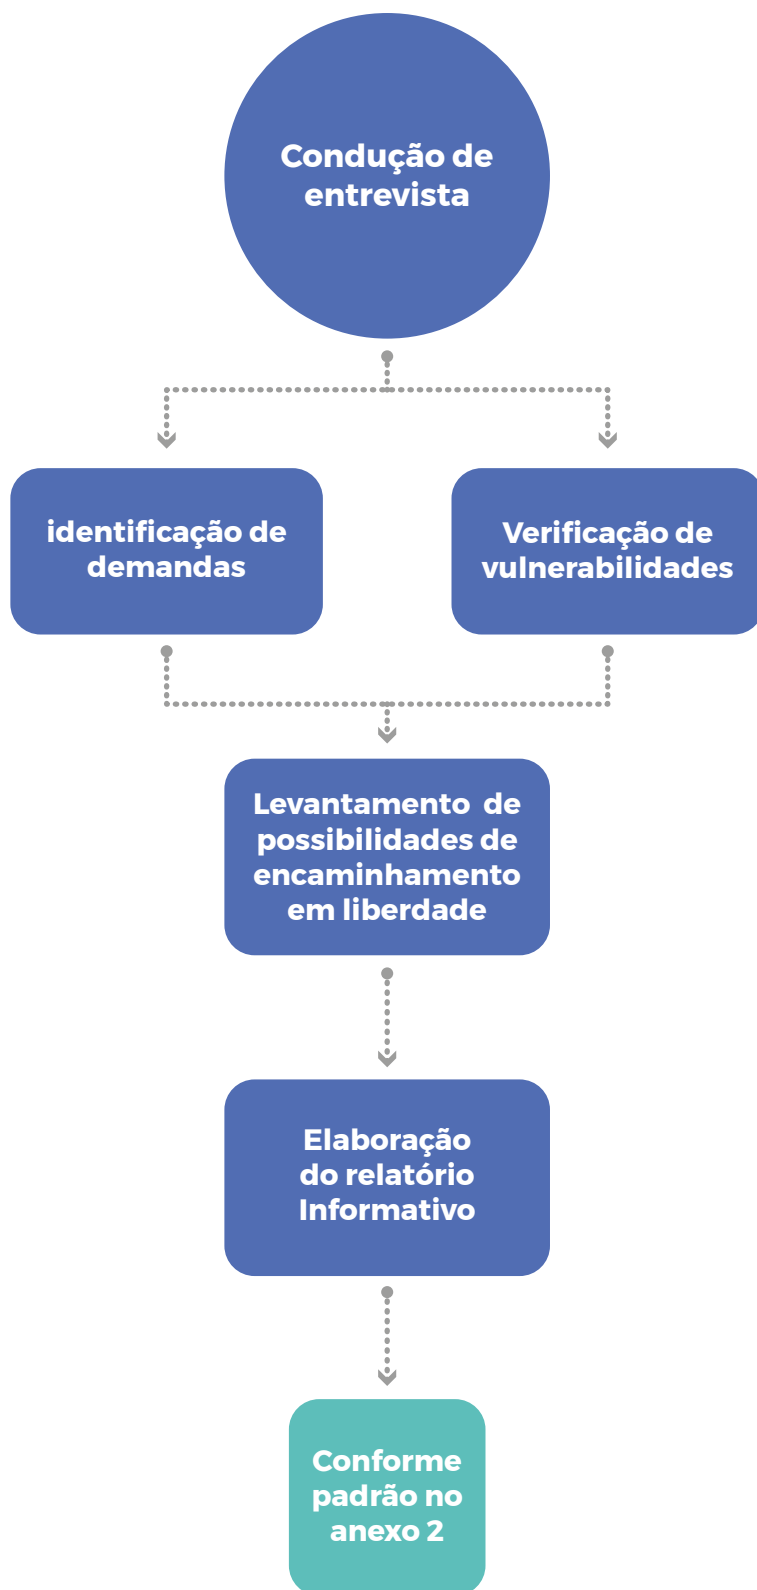 Condução de
entrevista
identificação de
demandas
Verificação de
vulnerabilidades
Levantamento de
possibilidades de
encaminhamento
em liberdade
Elaboração
do relatório
Informativo
Conforme
padrão no
anexo 2